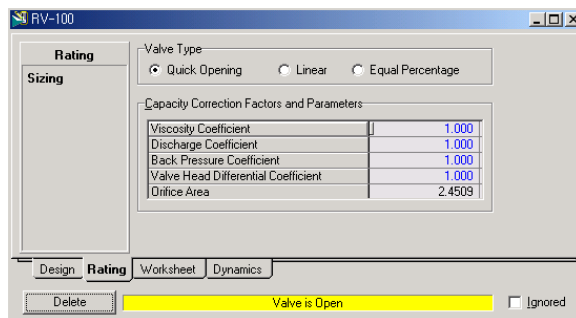 RV-100
Rating
Sizing
Valve Type
Quick Opening Linear Equal Percentage
Capacity Correction Factors and Parameters
Viscosity Coefficient 1.000
Discharge Coefficient 1.000
Back Pressure Coefficient 1.000
Valve Head Differential Coefficient 1.000
Orifice Area 2.4509
Design Rating Worksheet Dynamics
Delete Valve is Open Ignored